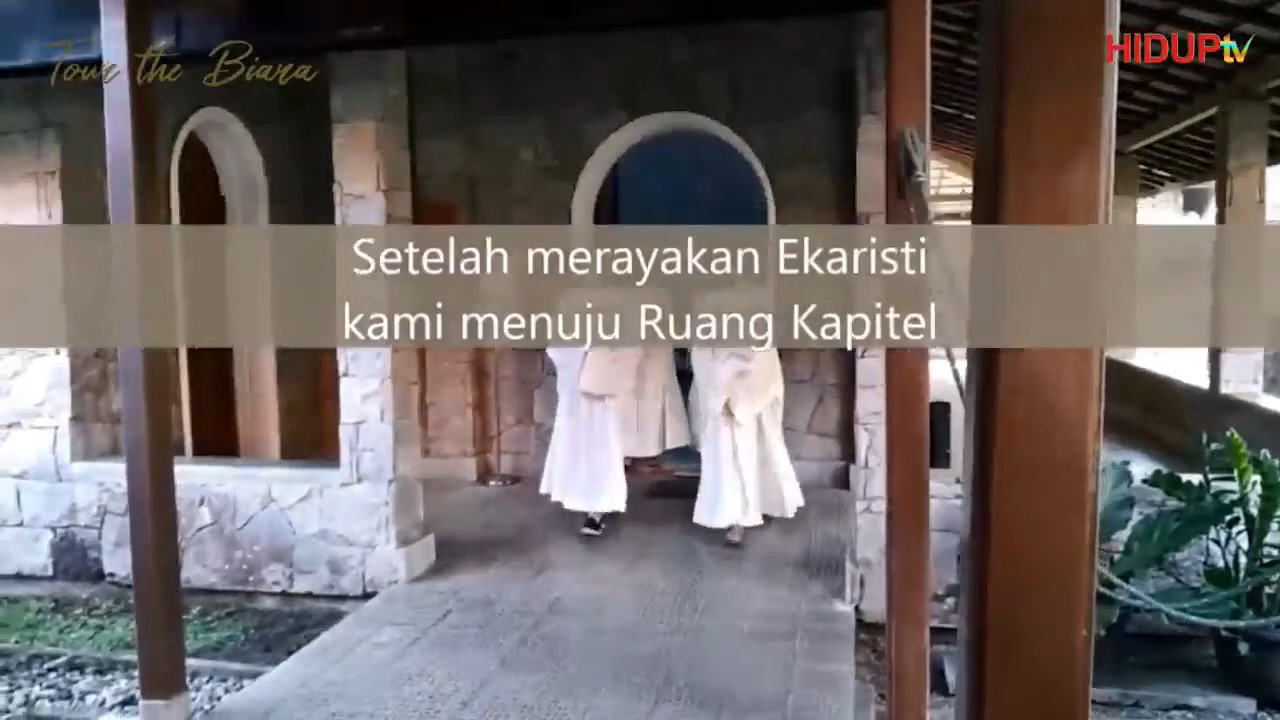 Tour the Biara
HIDUPtv
Setelah merayakan Ekaristi
kami menuju Ruang Kapitel